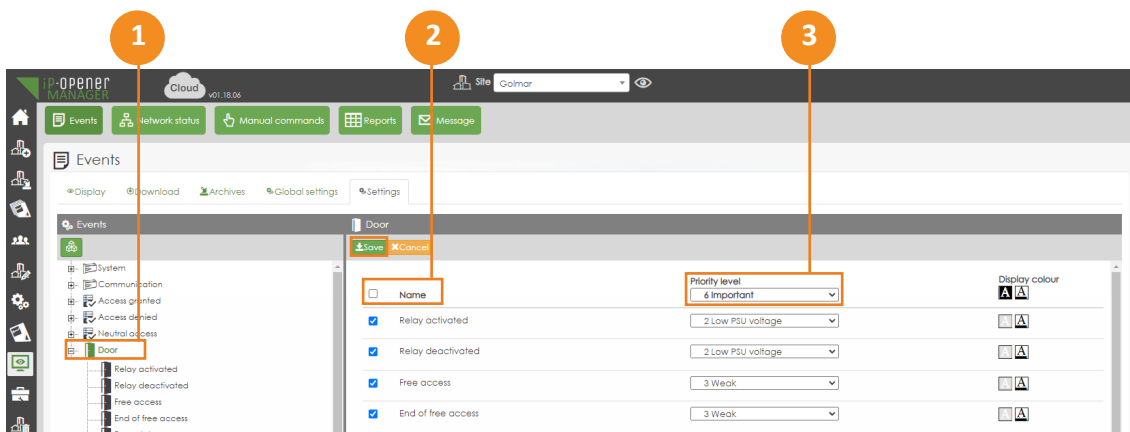 1 2 3
iP-OPENER
MANAGER
Cloud
v01.18.06
Site Golmar
Events Network status Manual commands Reports Message
Events
Display Download Archives Global settings Settings
Events
Door
Save Cancel
System
Communication
Access granted
Access denied
Neutral access
Door
Relay activated
Relay deactivated
Free access
End of free access
Name
Priority level
6 Important
Display colour
A A
Relay activated 2 Low PSU voltage A A
Relay deactivated 2 Low PSU voltage A A
Free access 3 Weak A A
End of free access 3 Weak A A